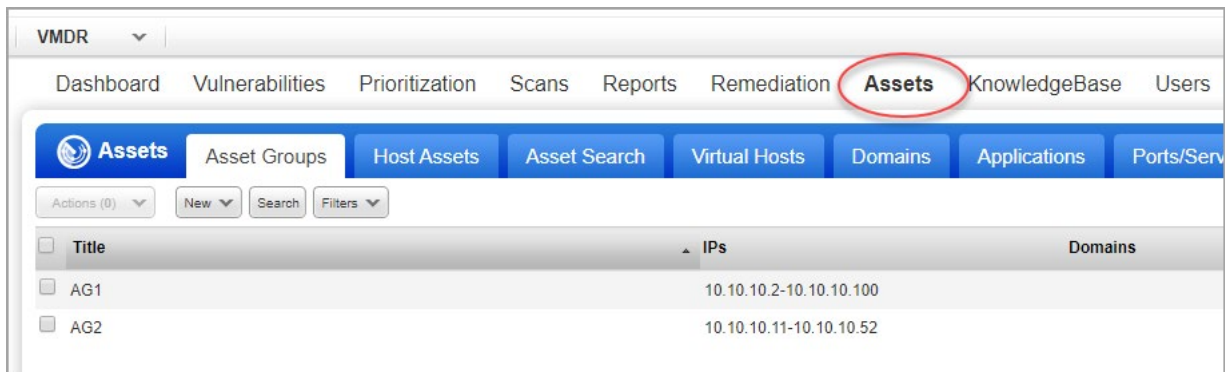 VMDR
Dashboard Vulnerabilities Prioritization Scans Reports Remediation Assets KnowledgeBase Users
Assets Asset Groups Host Assets Asset Search Virtual Hosts Domains Applications Ports/Serv
Actions (0) New Search Filters
Title IPs Domains
AG1 10.10.10.2-10.10.10.100
AG2 10.10.10.11-10.10.10.52